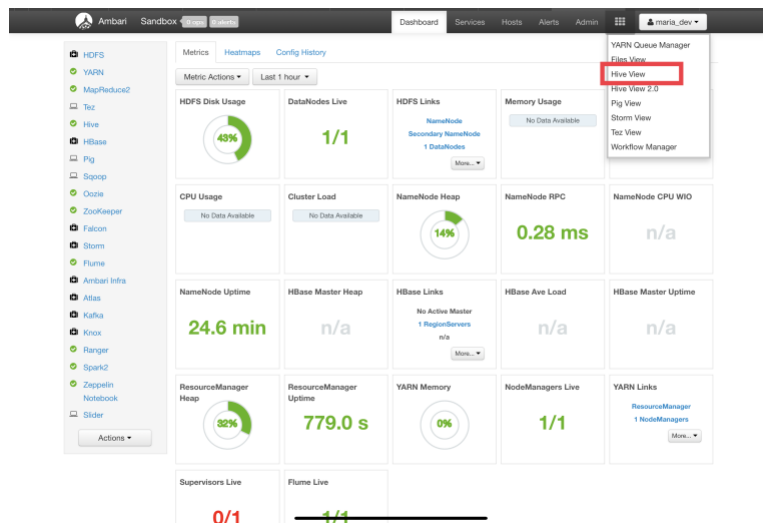 Ambari Sandbox 0 ops 0 alerts Dashboard Services Hosts Alerts Admin maria_dev
YARN Queue Manager
Files View
Hive View
Hive View 2.0
Pig View
Storm View
Tez View
Workflow Manager
HDFS
YARN
MapReduce2
Tez
Hive
HBase
Pig
Sqoop
Oozie
ZooKeeper
Falcon
Storm
Flume
Ambari Infra
Atlas
Kafka
Knox
Ranger
Spark2
Zeppelin
Notebook
Slider
Actions
Metrics Heatmaps Config History
Metric Actions Last 1 hour
HDFS Disk Usage
43%
DataNodes Live
1/1
HDFS Links
NameNode
Secondary NameNode
1 DataNodes
More...
Memory Usage
No Data Available
CPU Usage
No Data Available
Cluster Load
No Data Available
NameNode Heap
14%
NameNode RPC
0.28 ms
NameNode CPU WIO
n/a
NameNode Uptime
24.6 min
HBase Master Heap
n/a
HBase Links
No Active Master
1 RegionServers
n/a
More...
HBase Ave Load
n/a
HBase Master Uptime
n/a
ResourceManager
Heap
32%
ResourceManager
Uptime
779.0 s
YARN Memory
0%
NodeManagers Live
1/1
YARN Links
ResourceManager
1 NodeManagers
More...
Supervisors Live
0/1
Flume Live
1/1